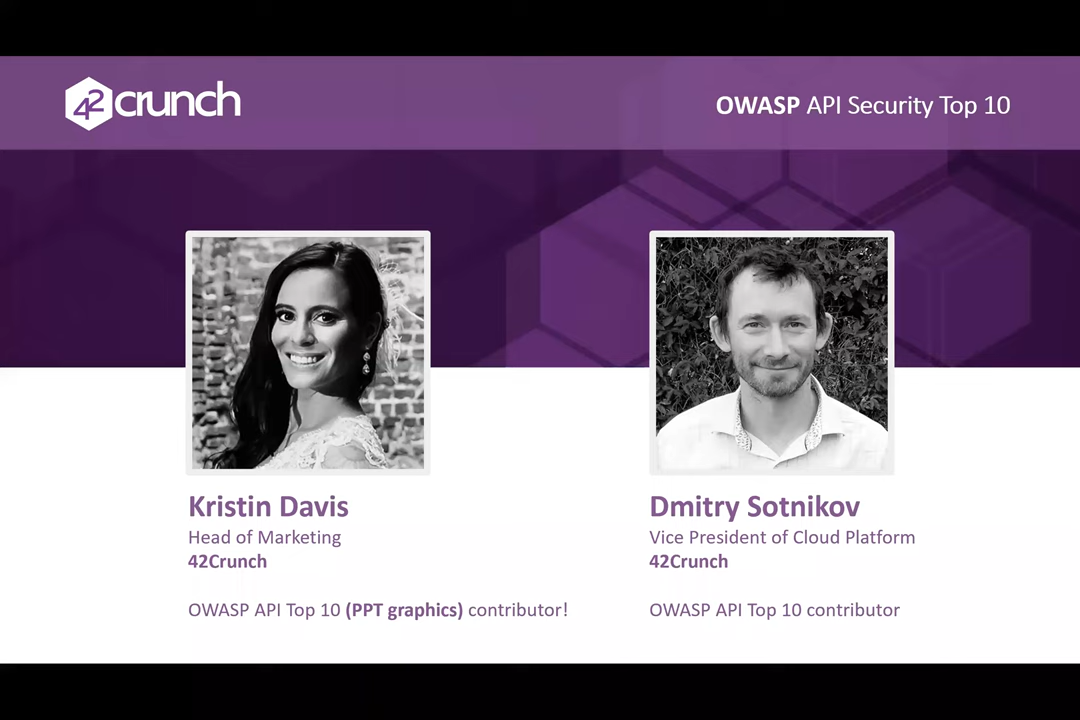 42crunch
OWASP API Security Top 10
Kristin Davis
Head of Marketing
42Crunch
OWASP API Top 10 (PPT graphics) contributor!
Dmitry Sotnikov
Vice President of Cloud Platform
42Crunch
OWASP API Top 10 contributor